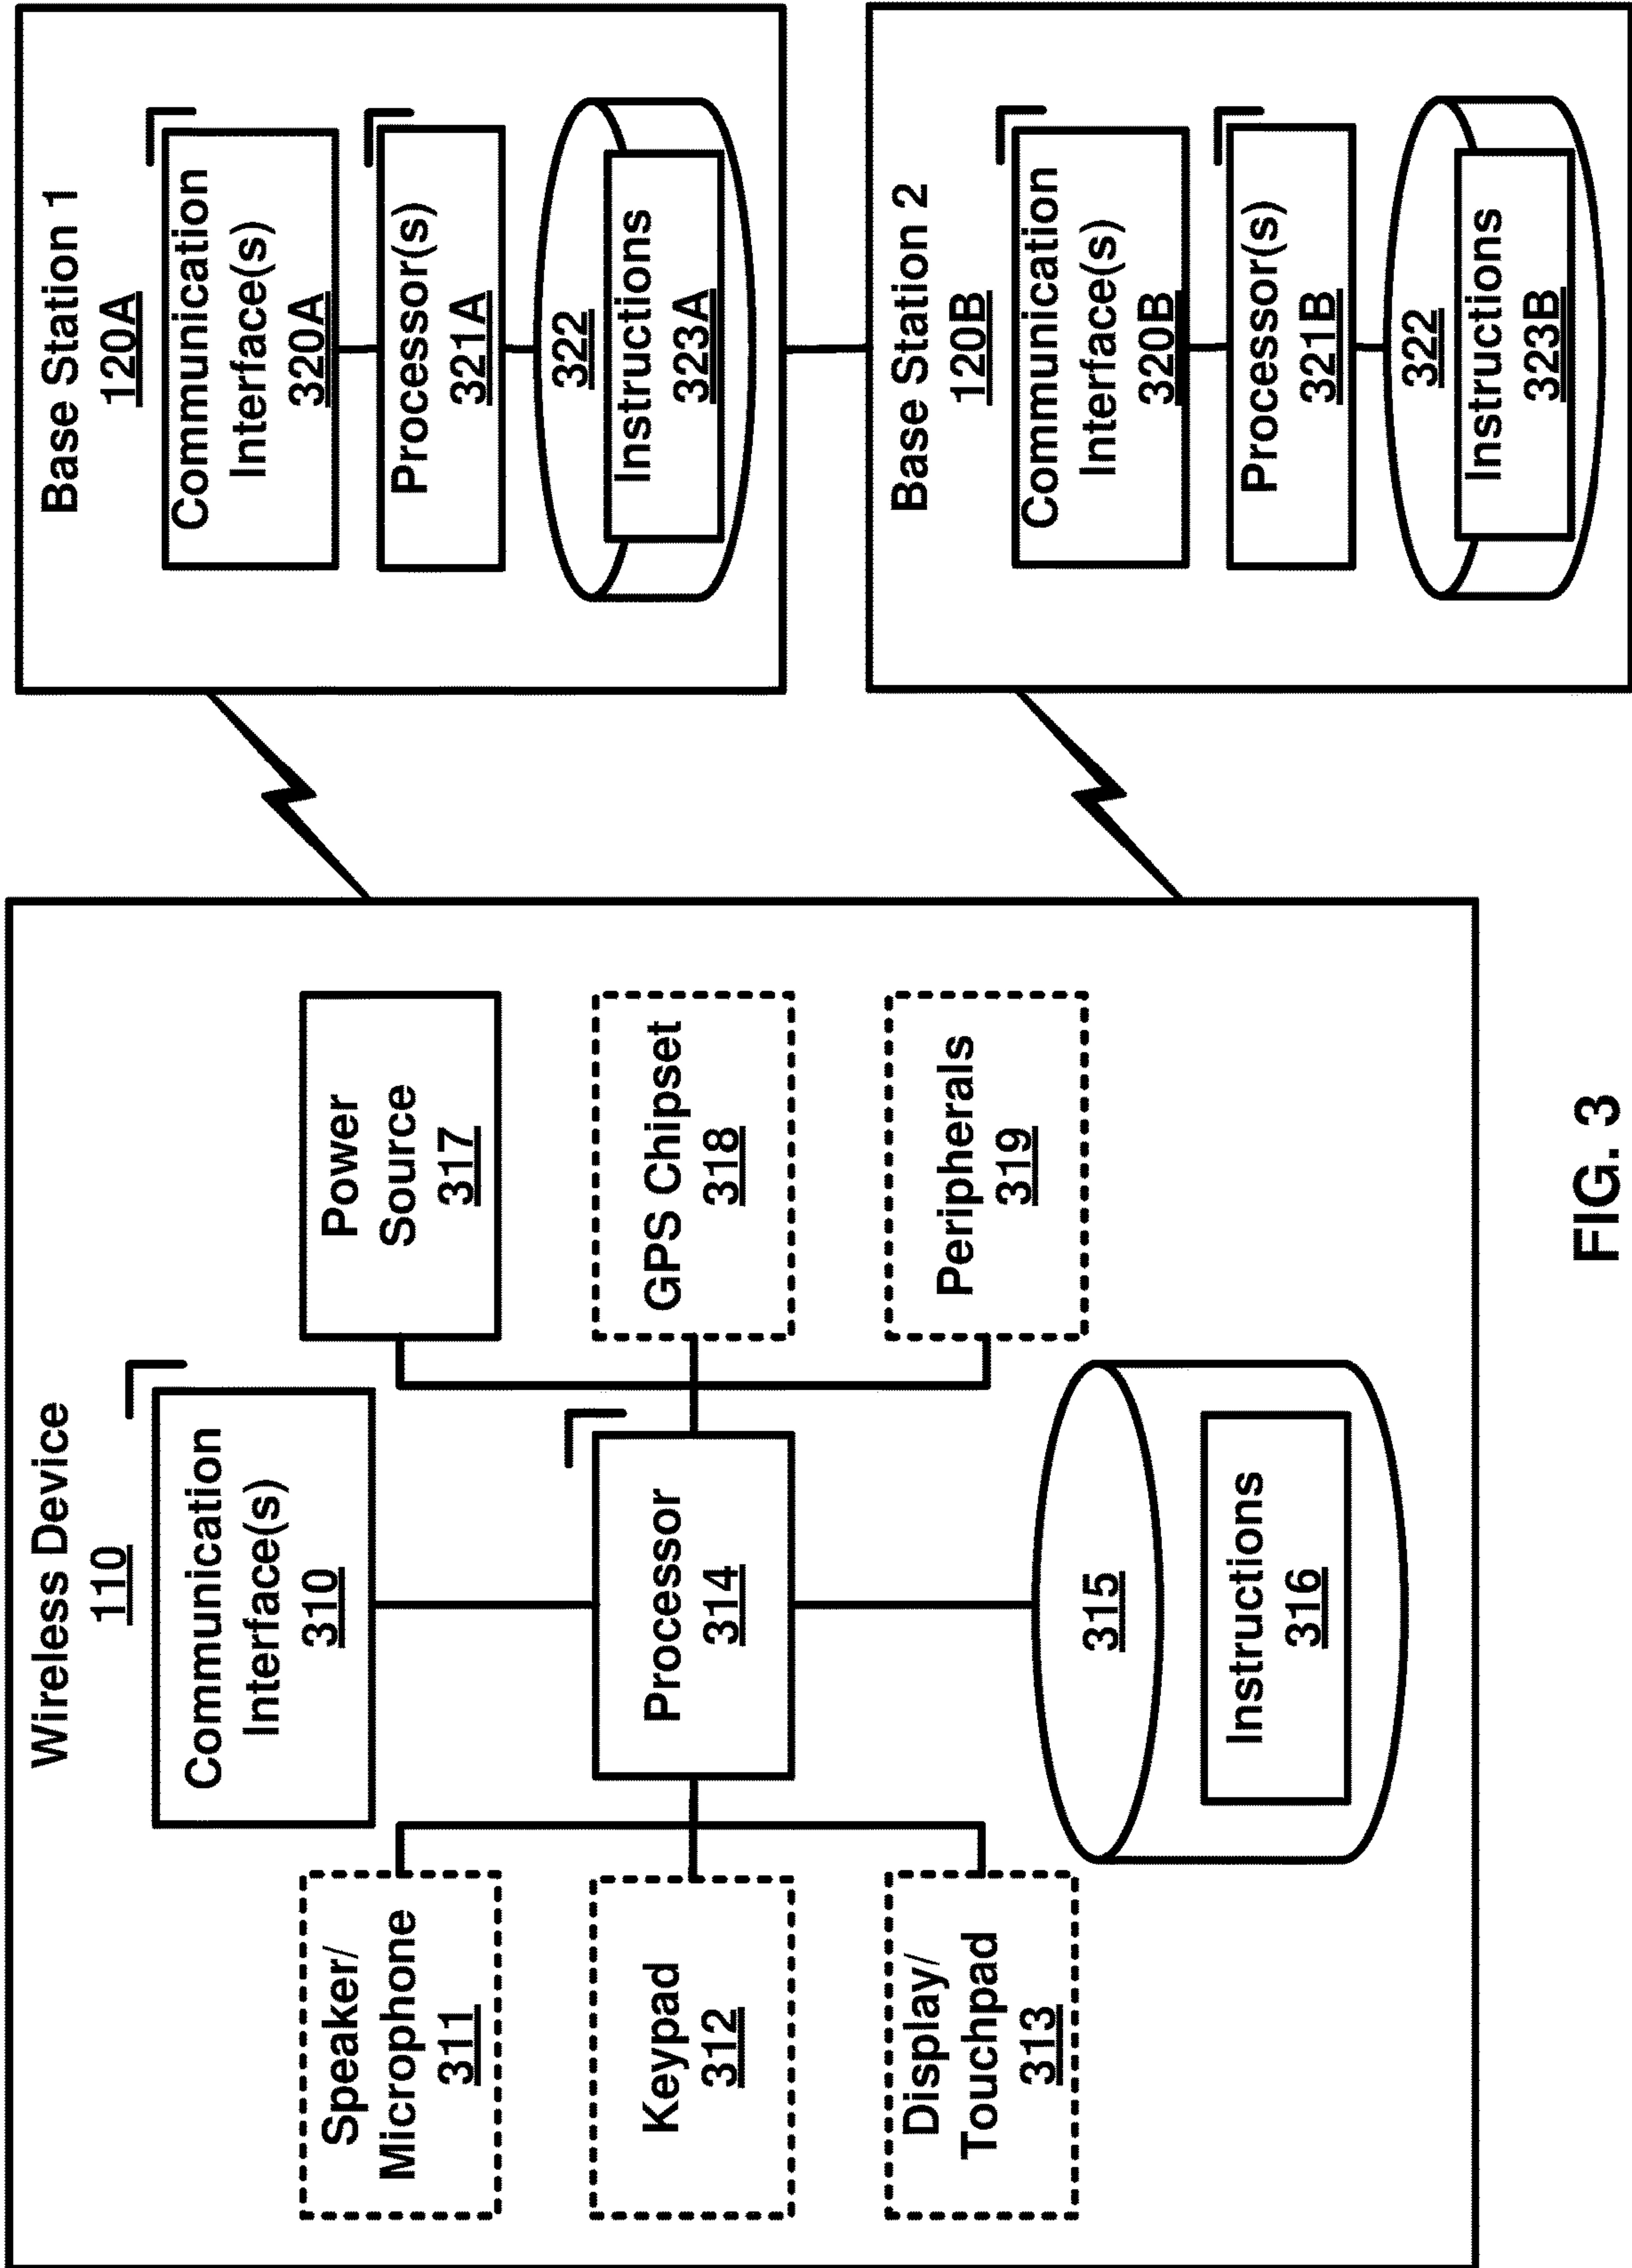 Wireless Device
110
Communication
Interface(s)
310
Speaker/
Microphone
311
Keypad
312
Display/
Touchpad
313
Processor
314
315
Instructions
316
Power
Source
317
GPS Chipset
318
Peripherals
319
Base Station 1
120A
Communication
Interface(s)
320A
Processor(s)
321A
322
Instructions
323A
Base Station 2
120B
Communication
Interface(s)
320B
Processor(s)
321B
322
Instructions
323B
FIG. 3